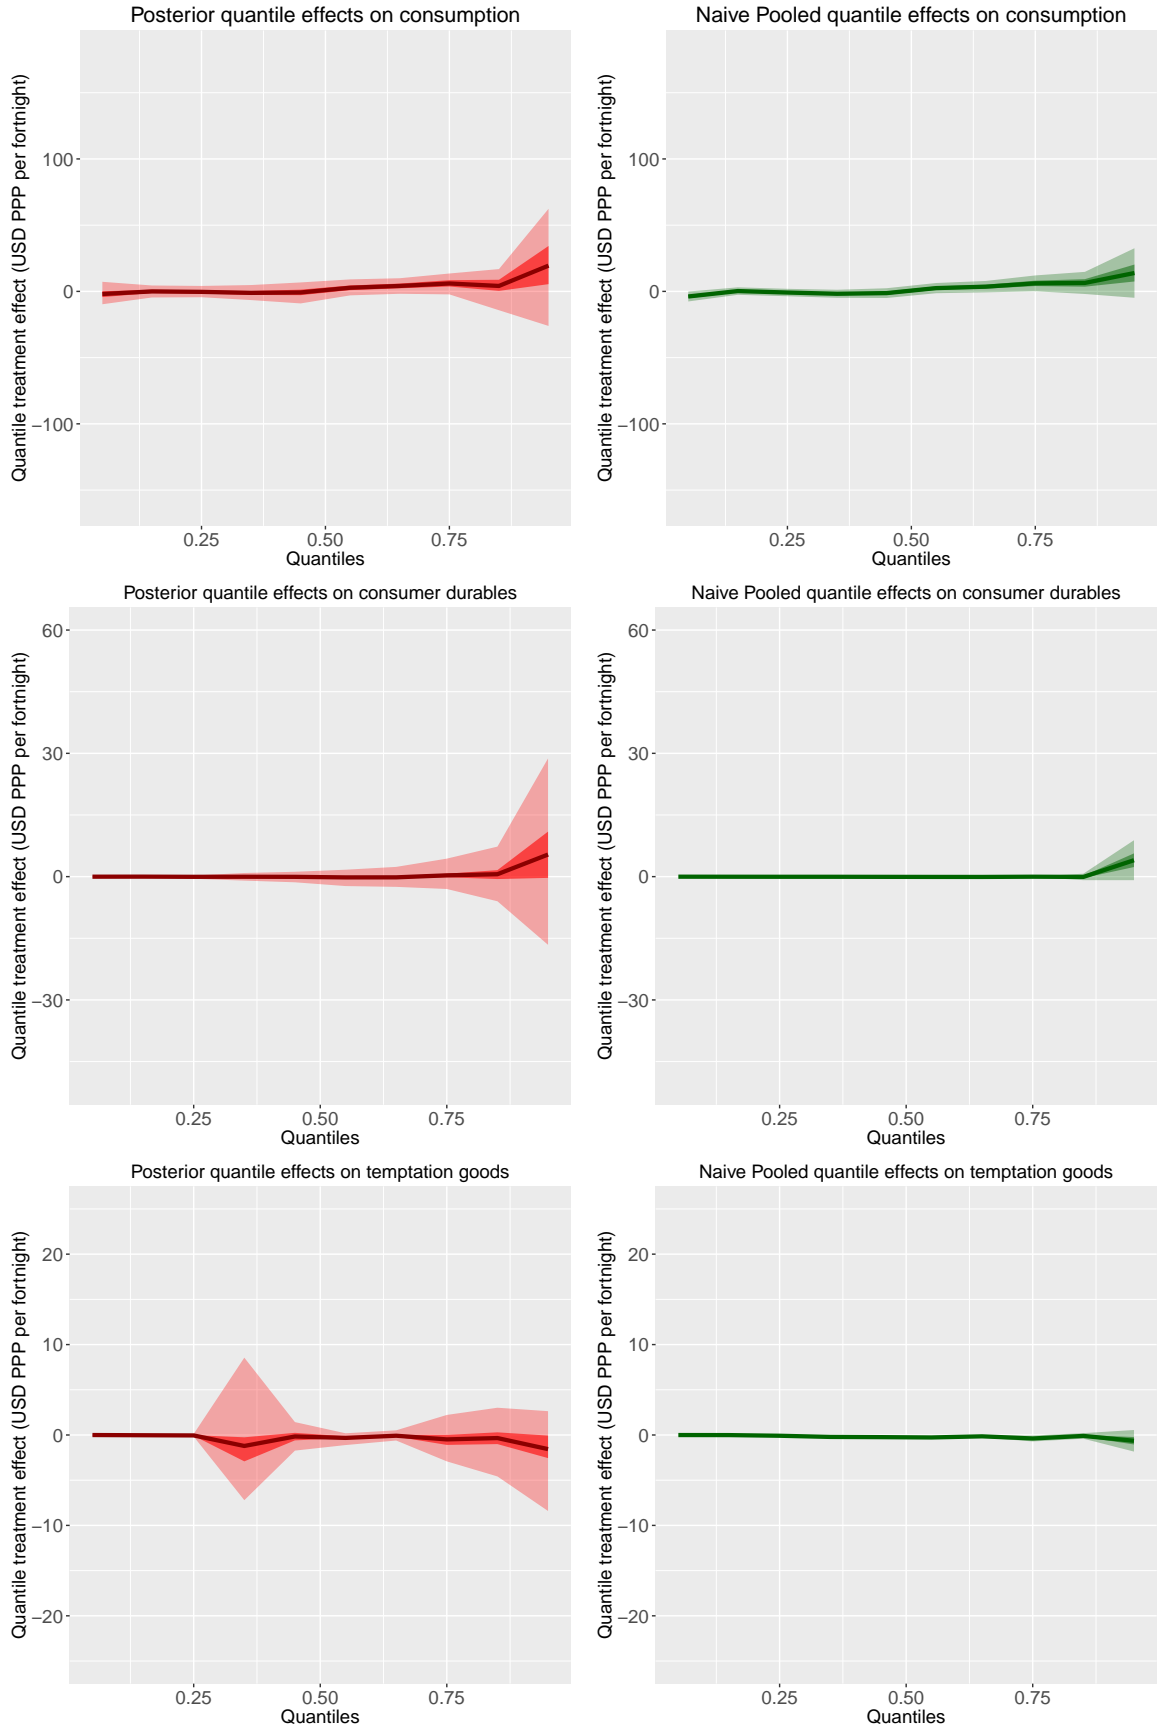 Posterior quantile effects on consumption
Quantile treatment effect (USD PPP per fortnight)
100
0
−100
0.25
0.50
0.75
Quantiles
Naive Pooled quantile effects on consumption
Quantile treatment effect (USD PPP per fortnight)
100
0
−100
0.25
0.50
0.75
Quantiles
Posterior quantile effects on consumer durables
Quantile treatment effect (USD PPP per fortnight)
60
30
0
−30
0.25
0.50
0.75
Quantiles
Naive Pooled quantile effects on consumer durables
Quantile treatment effect (USD PPP per fortnight)
60
30
0
−30
0.25
0.50
0.75
Quantiles
Posterior quantile effects on temptation goods
Quantile treatment effect (USD PPP per fortnight)
20
10
0
−10
−20
0.25
0.50
0.75
Quantiles
Naive Pooled quantile effects on temptation goods
Quantile treatment effect (USD PPP per fortnight)
20
10
0
−10
−20
0.25
0.50
0.75
Quantiles